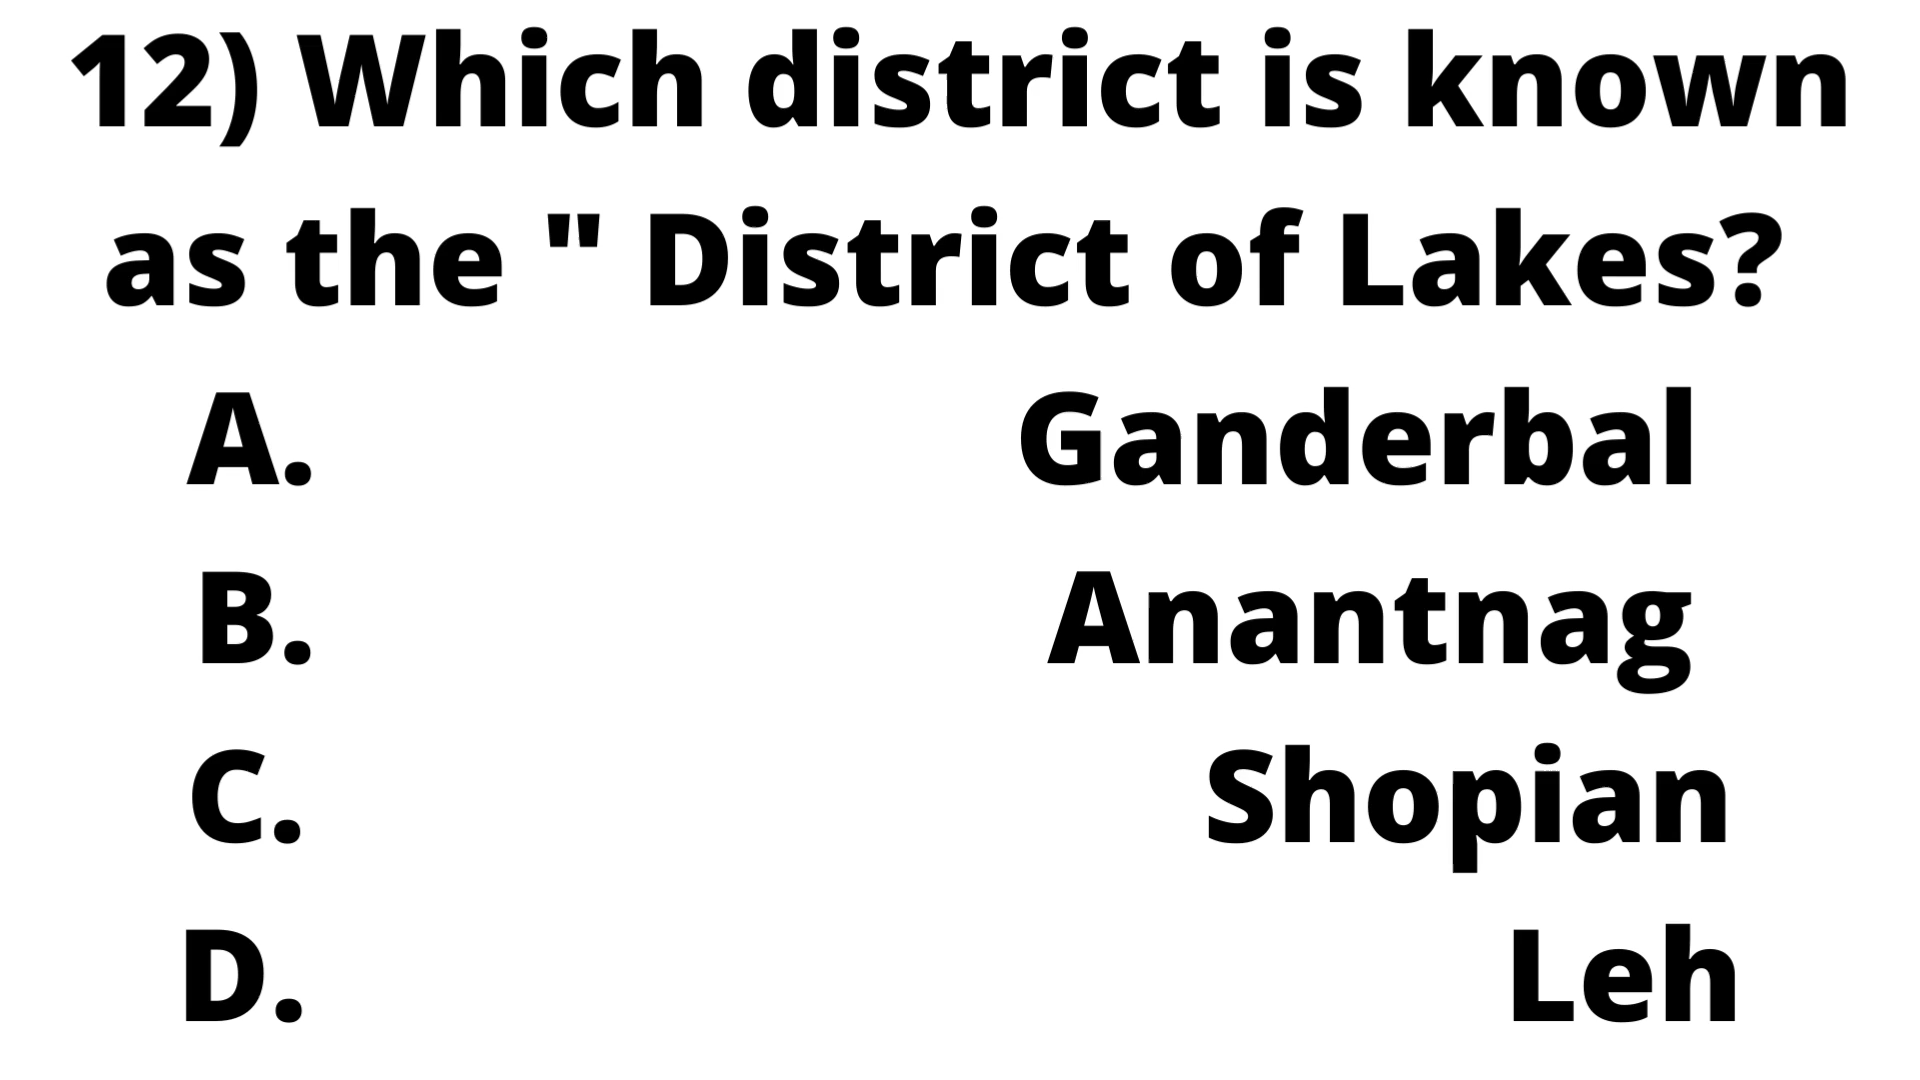 12) Which district is known
as the " District of Lakes?
A. Ganderbal
B. Anantnag
C. Shopian
D. Leh